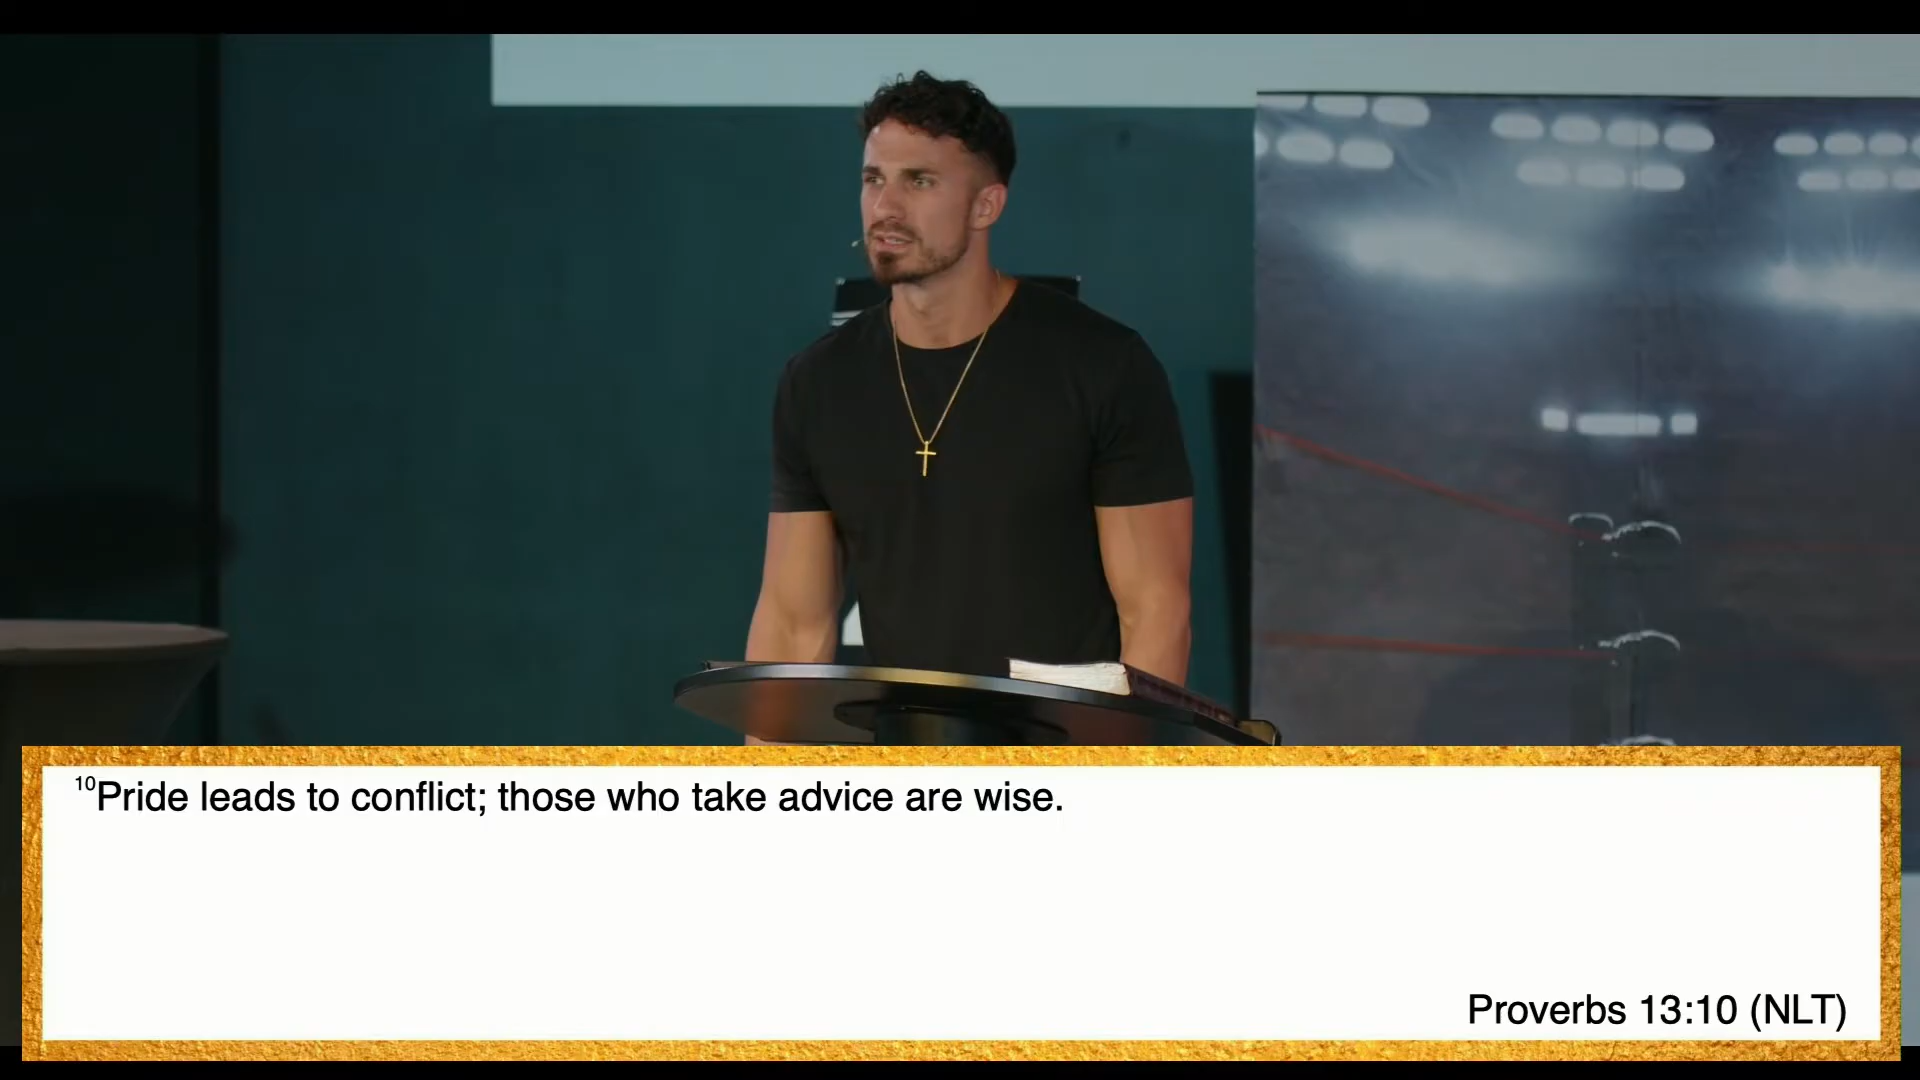 ¹⁰Pride leads to conflict; those who take advice are wise.
Proverbs 13:10 (NLT)